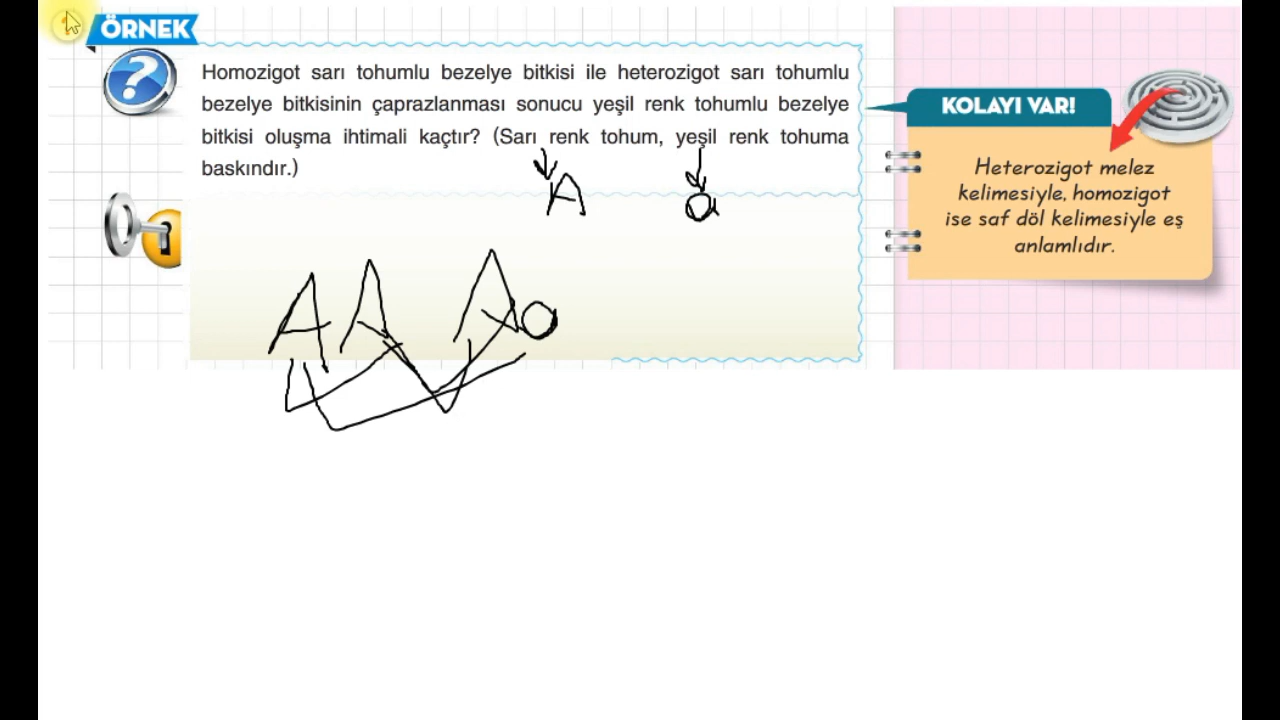 ÖRNEK
Homozigot sarı tohumlu bezelye bitkisi ile heterozigot sarı tohumlu
bezelye bitkisinin çaprazlanması sonucu yeşil renk tohumlu bezelye
bitkisi oluşma ihtimali kaçtır? (Sarı renk tohum, yeşil renk tohuma
baskındır.)
A a
AA Aa
KOLAYI VAR!
Heterozigot melez
kelimesiyle, homozigot
ise saf döl kelimesiyle eş
anlamlıdır.